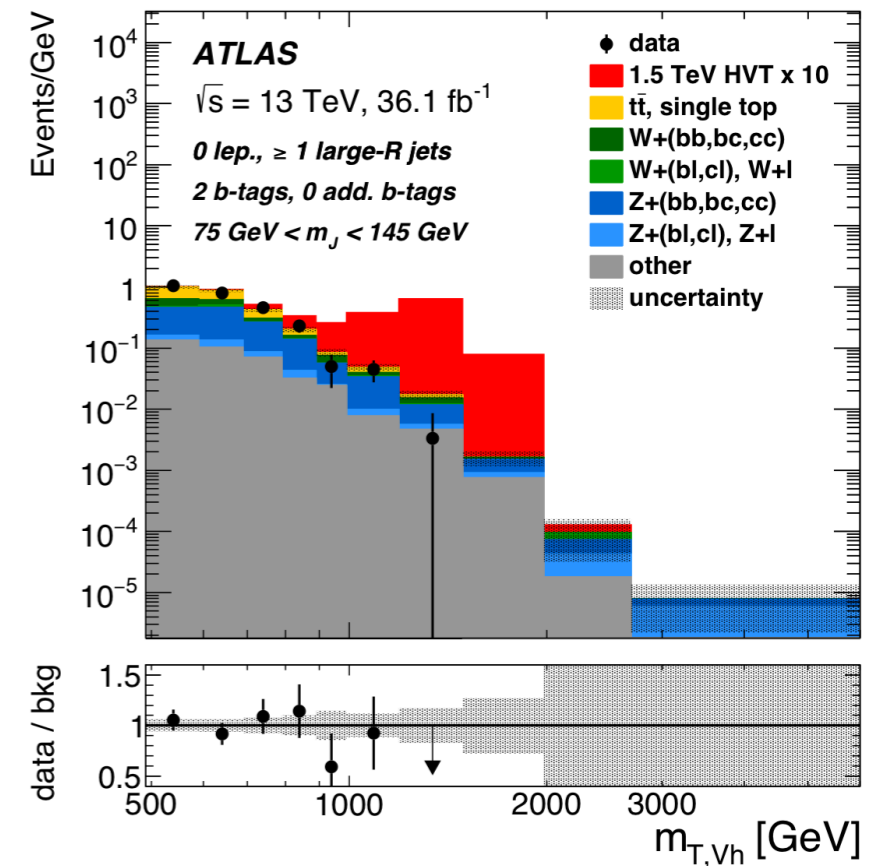 Events/GeV
10⁴
10³
10²
10
1
10⁻¹
10⁻²
10⁻³
10⁻⁴
10⁻⁵
ATLAS
√s = 13 TeV, 36.1 fb⁻¹
0 lep., ≥ 1 large-R jets
2 b-tags, 0 add. b-tags
75 GeV < m_J < 145 GeV
data
1.5 TeV HVT x 10
tt̄, single top
W+(bb,bc,cc)
W+(bl,cl), W+l
Z+(bb,bc,cc)
Z+(bl,cl), Z+l
other
uncertainty
data / bkg
1.5
1
0.5
500 1000 2000 3000
m_T,Vh [GeV]